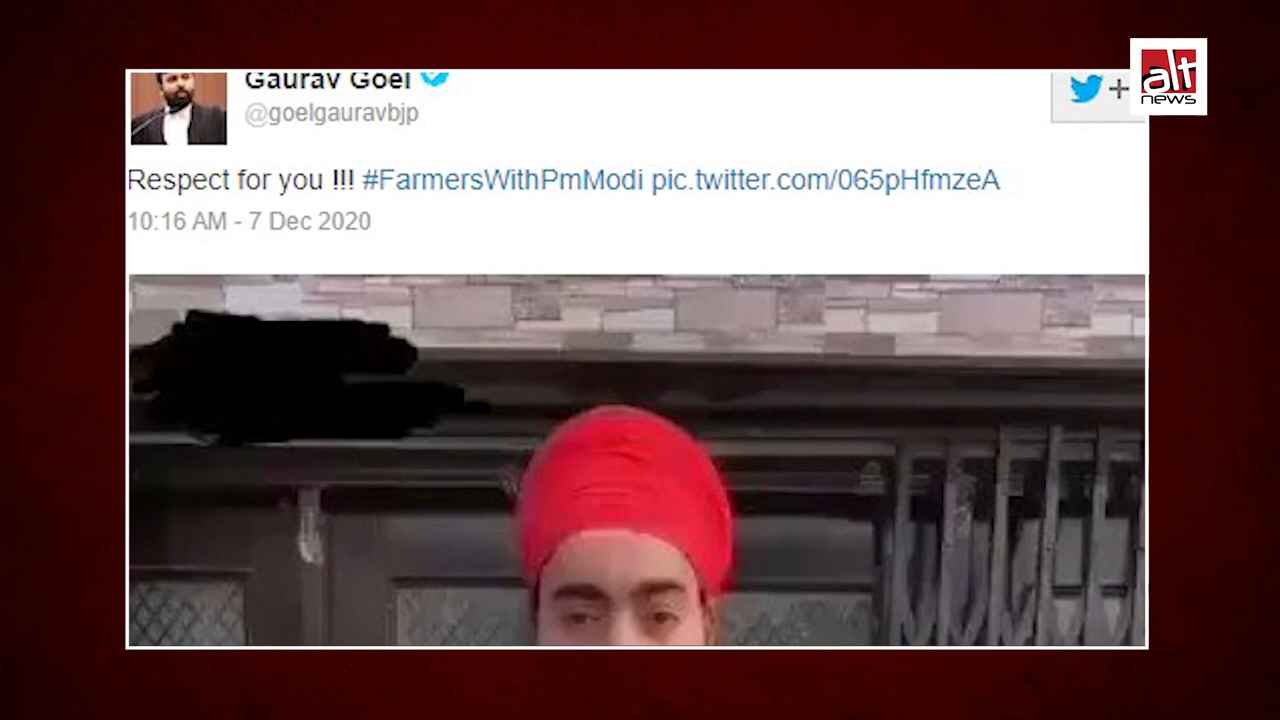 Gaurav Goel
@goelgauravbjp
alt
news
Respect for you !!! #FarmersWithPmModi pic.twitter.com/065pHfmzeA
10:16 AM - 7 Dec 2020